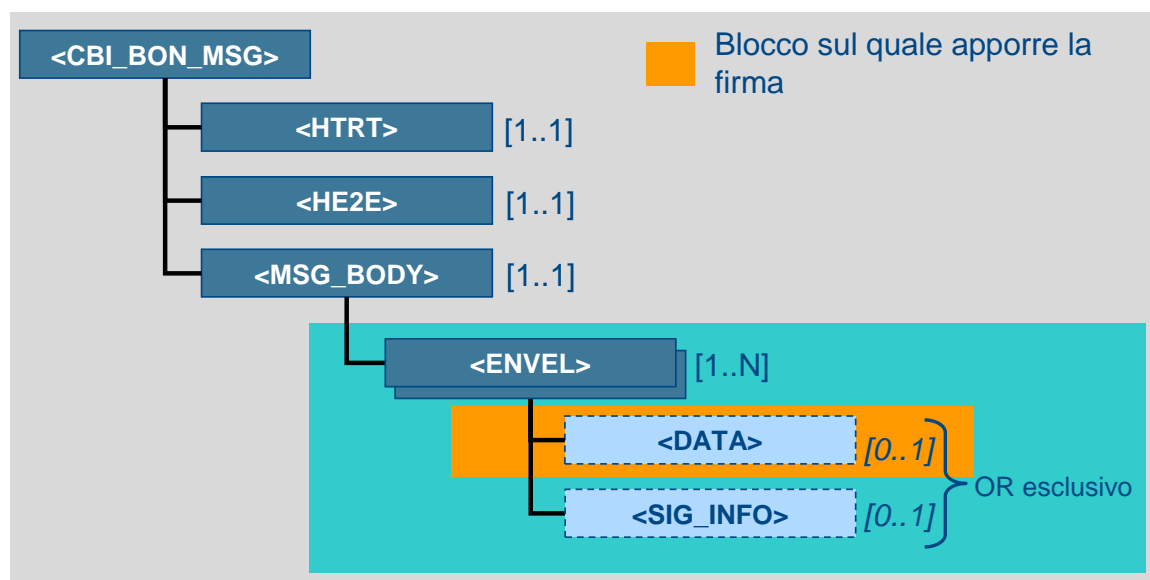 <CBI_BON_MSG>
Blocco sul quale apporre la
firma
<HTRT> [1..1]
<HE2E> [1..1]
<MSG_BODY> [1..1]
<ENVEL> [1..N]
<DATA> [0..1]
OR esclusivo
<SIG_INFO> [0..1]